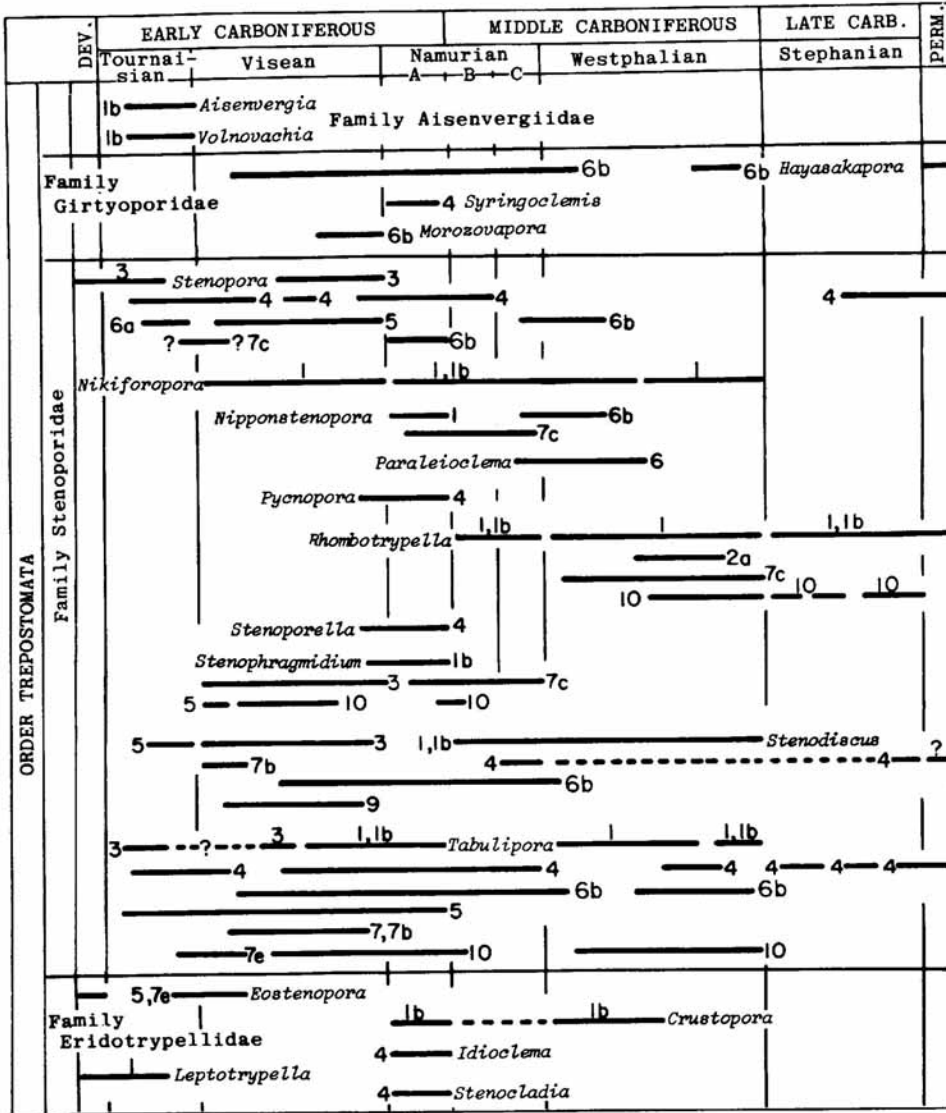 DEV. EARLY CARBONIFEROUS MIDDLE CARBONIFEROUS LATE CARB. PERM.
Tournai-
sian Visean Namurian Westphalian Stephanian
A B C
1b Aisenvergia
Family Aisenvergiidae
1b Volnovachia
6b 6b Hayasakapora
Family
Girtyoporidae
4 Syringoclemis
6b Morozovapora
3 Stenopora 3
4 4 4 4
6a 5 6b
? ? 7c 6b
Nikiforopora 1 1,1b 1
Nipponstenopora 1 6b
7c
Paraleioclema 6
Pycnopora 4
Rhombotrypella 1,1b 1 1,1b
2a
7c
10 10 10
Stenoporella 4
Stenophragmidium 1b
3 7c
5 10 10
5 3 1,1b Stenodiscus
7b 4 4 ?
6b
9
3 ? 3 1,1b Tabulipora 1 1,1b
4 4 4 4 4 4
6b 6b
5
7,7b
7e 10 10
5,7e Eostenopora
Family
Eridotrypellidae
1b 1b Crustopora
4 Idioclema
1 Leptotrypella
4 Stenocladia
ORDER TREPOSTOMATA
Family Stenoporidae